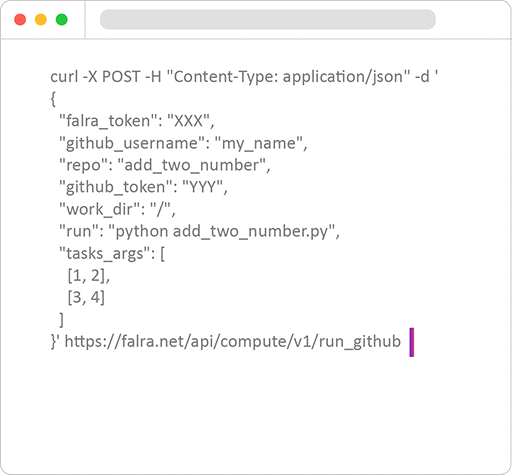 curl -X POST -H "Content-Type: application/json" -d '
{
  "falra_token": "XXX",
  "github_username": "my_name",
  "repo": "add_two_number",
  "github_token": "YYY",
  "work_dir": "/",
  "run": "python add_two_number.py",
  "tasks_args": [
    [1, 2],
    [3, 4]
  ]
}' https://falra.net/api/compute/v1/run_github